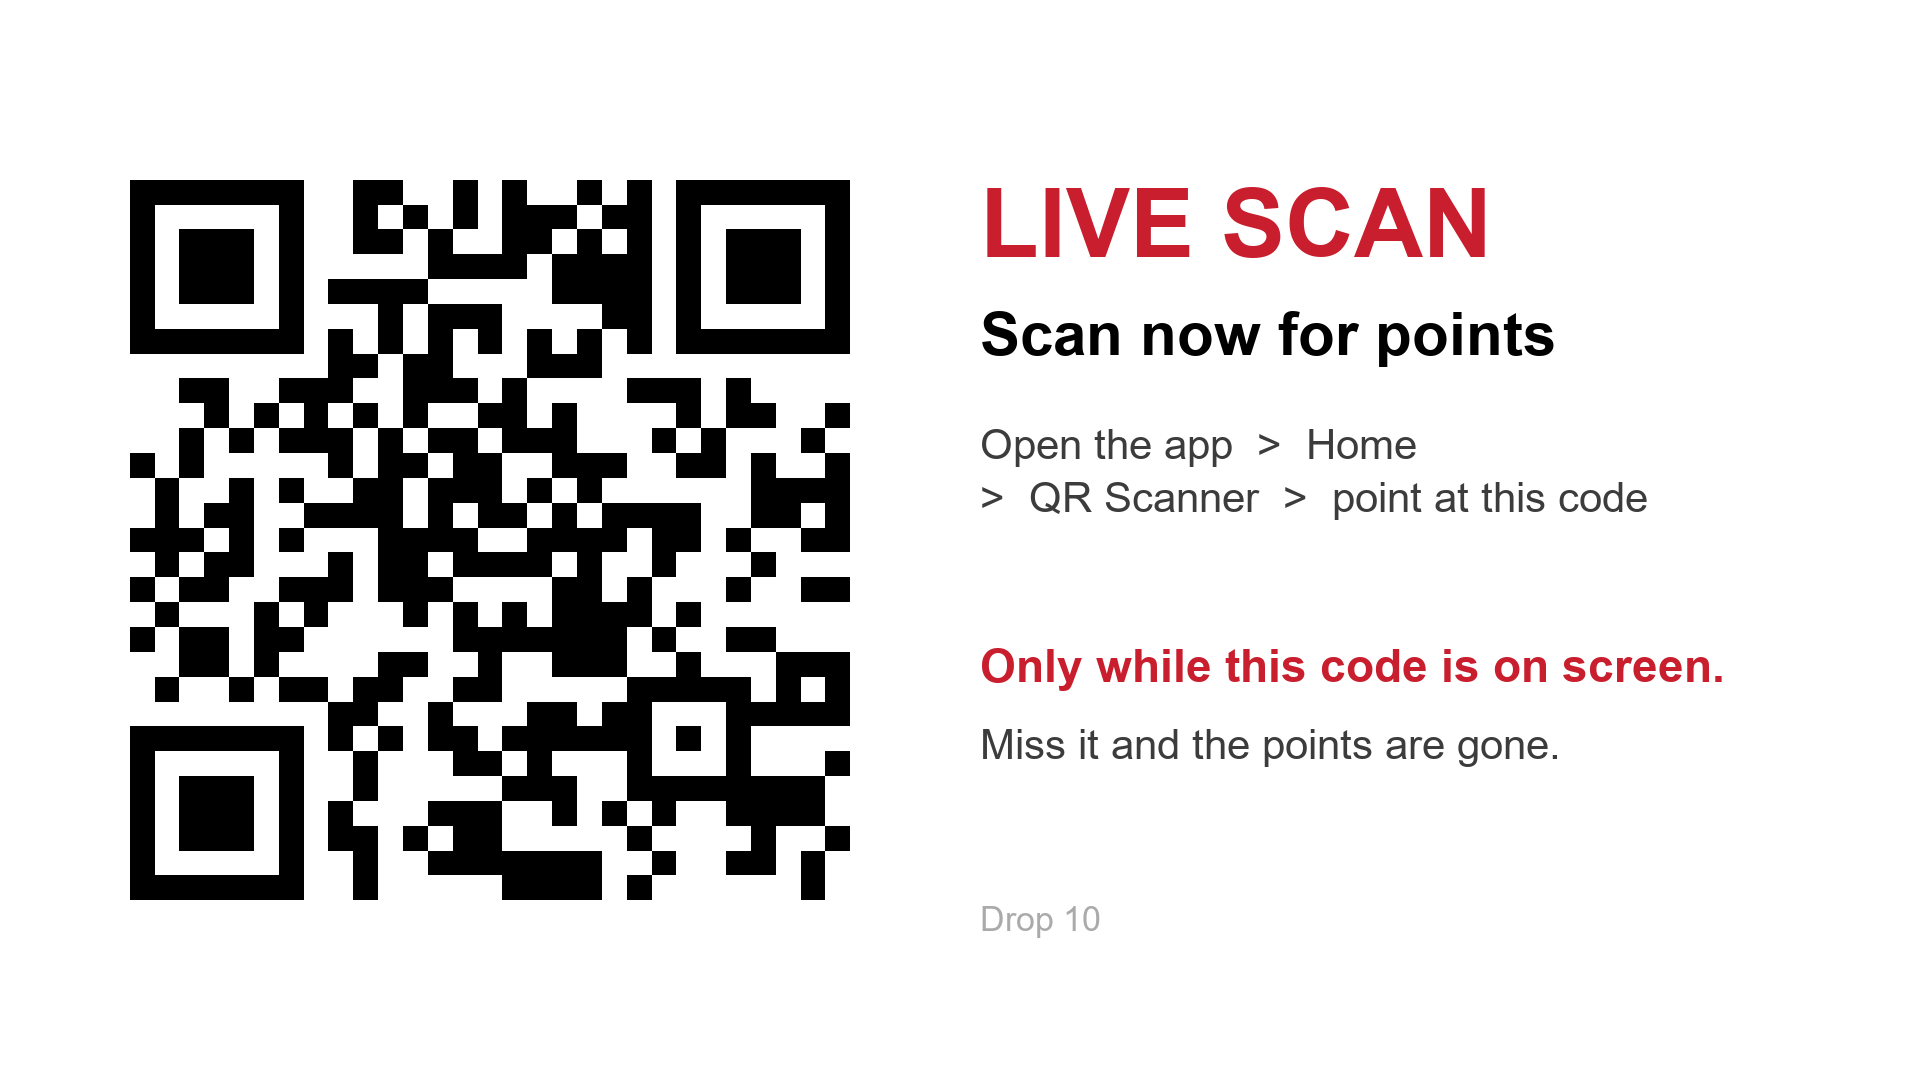 LIVE SCAN
Scan now for points
Open the app > Home
> QR Scanner > point at this code
Only while this code is on screen.
Miss it and the points are gone.
Drop 10